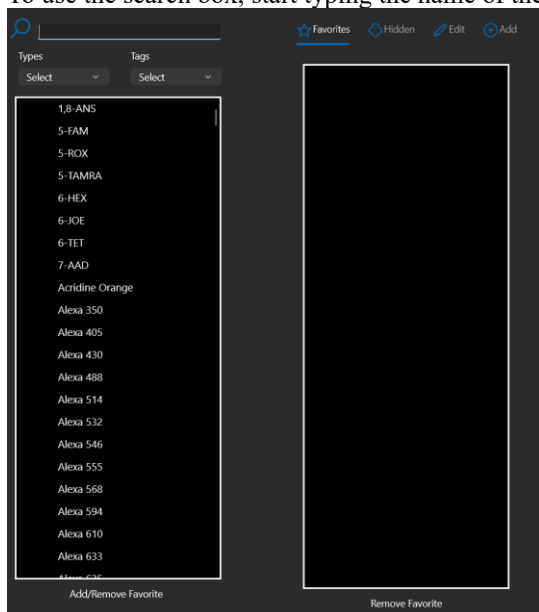 To use the search box, start typing the name of the
Favorites Hidden Edit Add
Types Tags
Select Select
1,8-ANS
5-FAM
5-ROX
5-TAMRA
6-HEX
6-JOE
6-TET
7-AAD
Acridine Orange
Alexa 350
Alexa 405
Alexa 430
Alexa 488
Alexa 514
Alexa 532
Alexa 546
Alexa 555
Alexa 568
Alexa 594
Alexa 610
Alexa 633
Alexa 635
Add/Remove Favorite
Remove Favorite